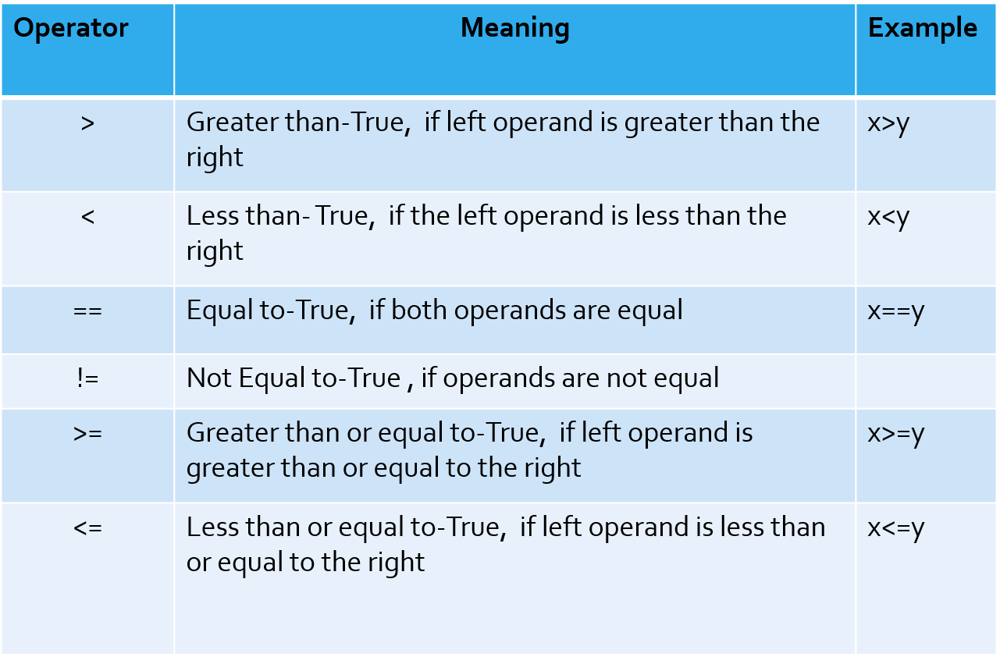 Operator Meaning Example
> Greater than-True,  if left operand is greater than the x>y
right
< Less than- True,  if the left operand is less than the x<y
right
== Equal to-True,  if both operands are equal x==y
!= Not Equal to-True , if operands are not equal
>= Greater than or equal to-True,  if left operand is x>=y
greater than or equal to the right
<= Less than or equal to-True,  if left operand is less than x<=y
or equal to the right